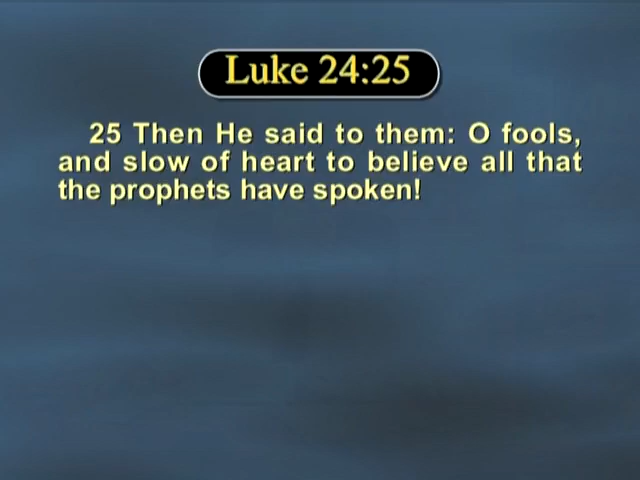 Luke 24:25
25 Then He said to them: O fools,
and slow of heart to believe all that
the prophets have spoken!